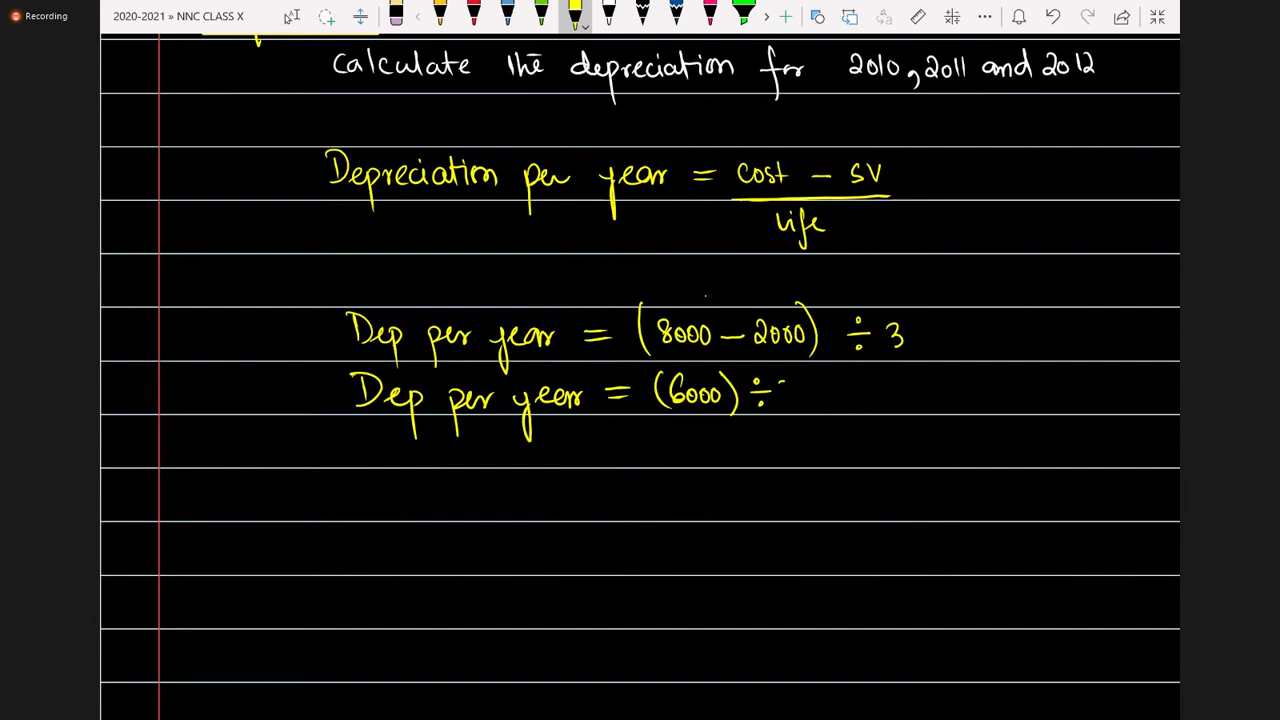 Recording
2020-2021 » NNC CLASS X
calculate the depreciation for 2010, 2011 and 2012
Depreciation per year = cost - SV
life
Dep per year = (8000 - 2000) ÷ 3
Dep per year = (6000) ÷